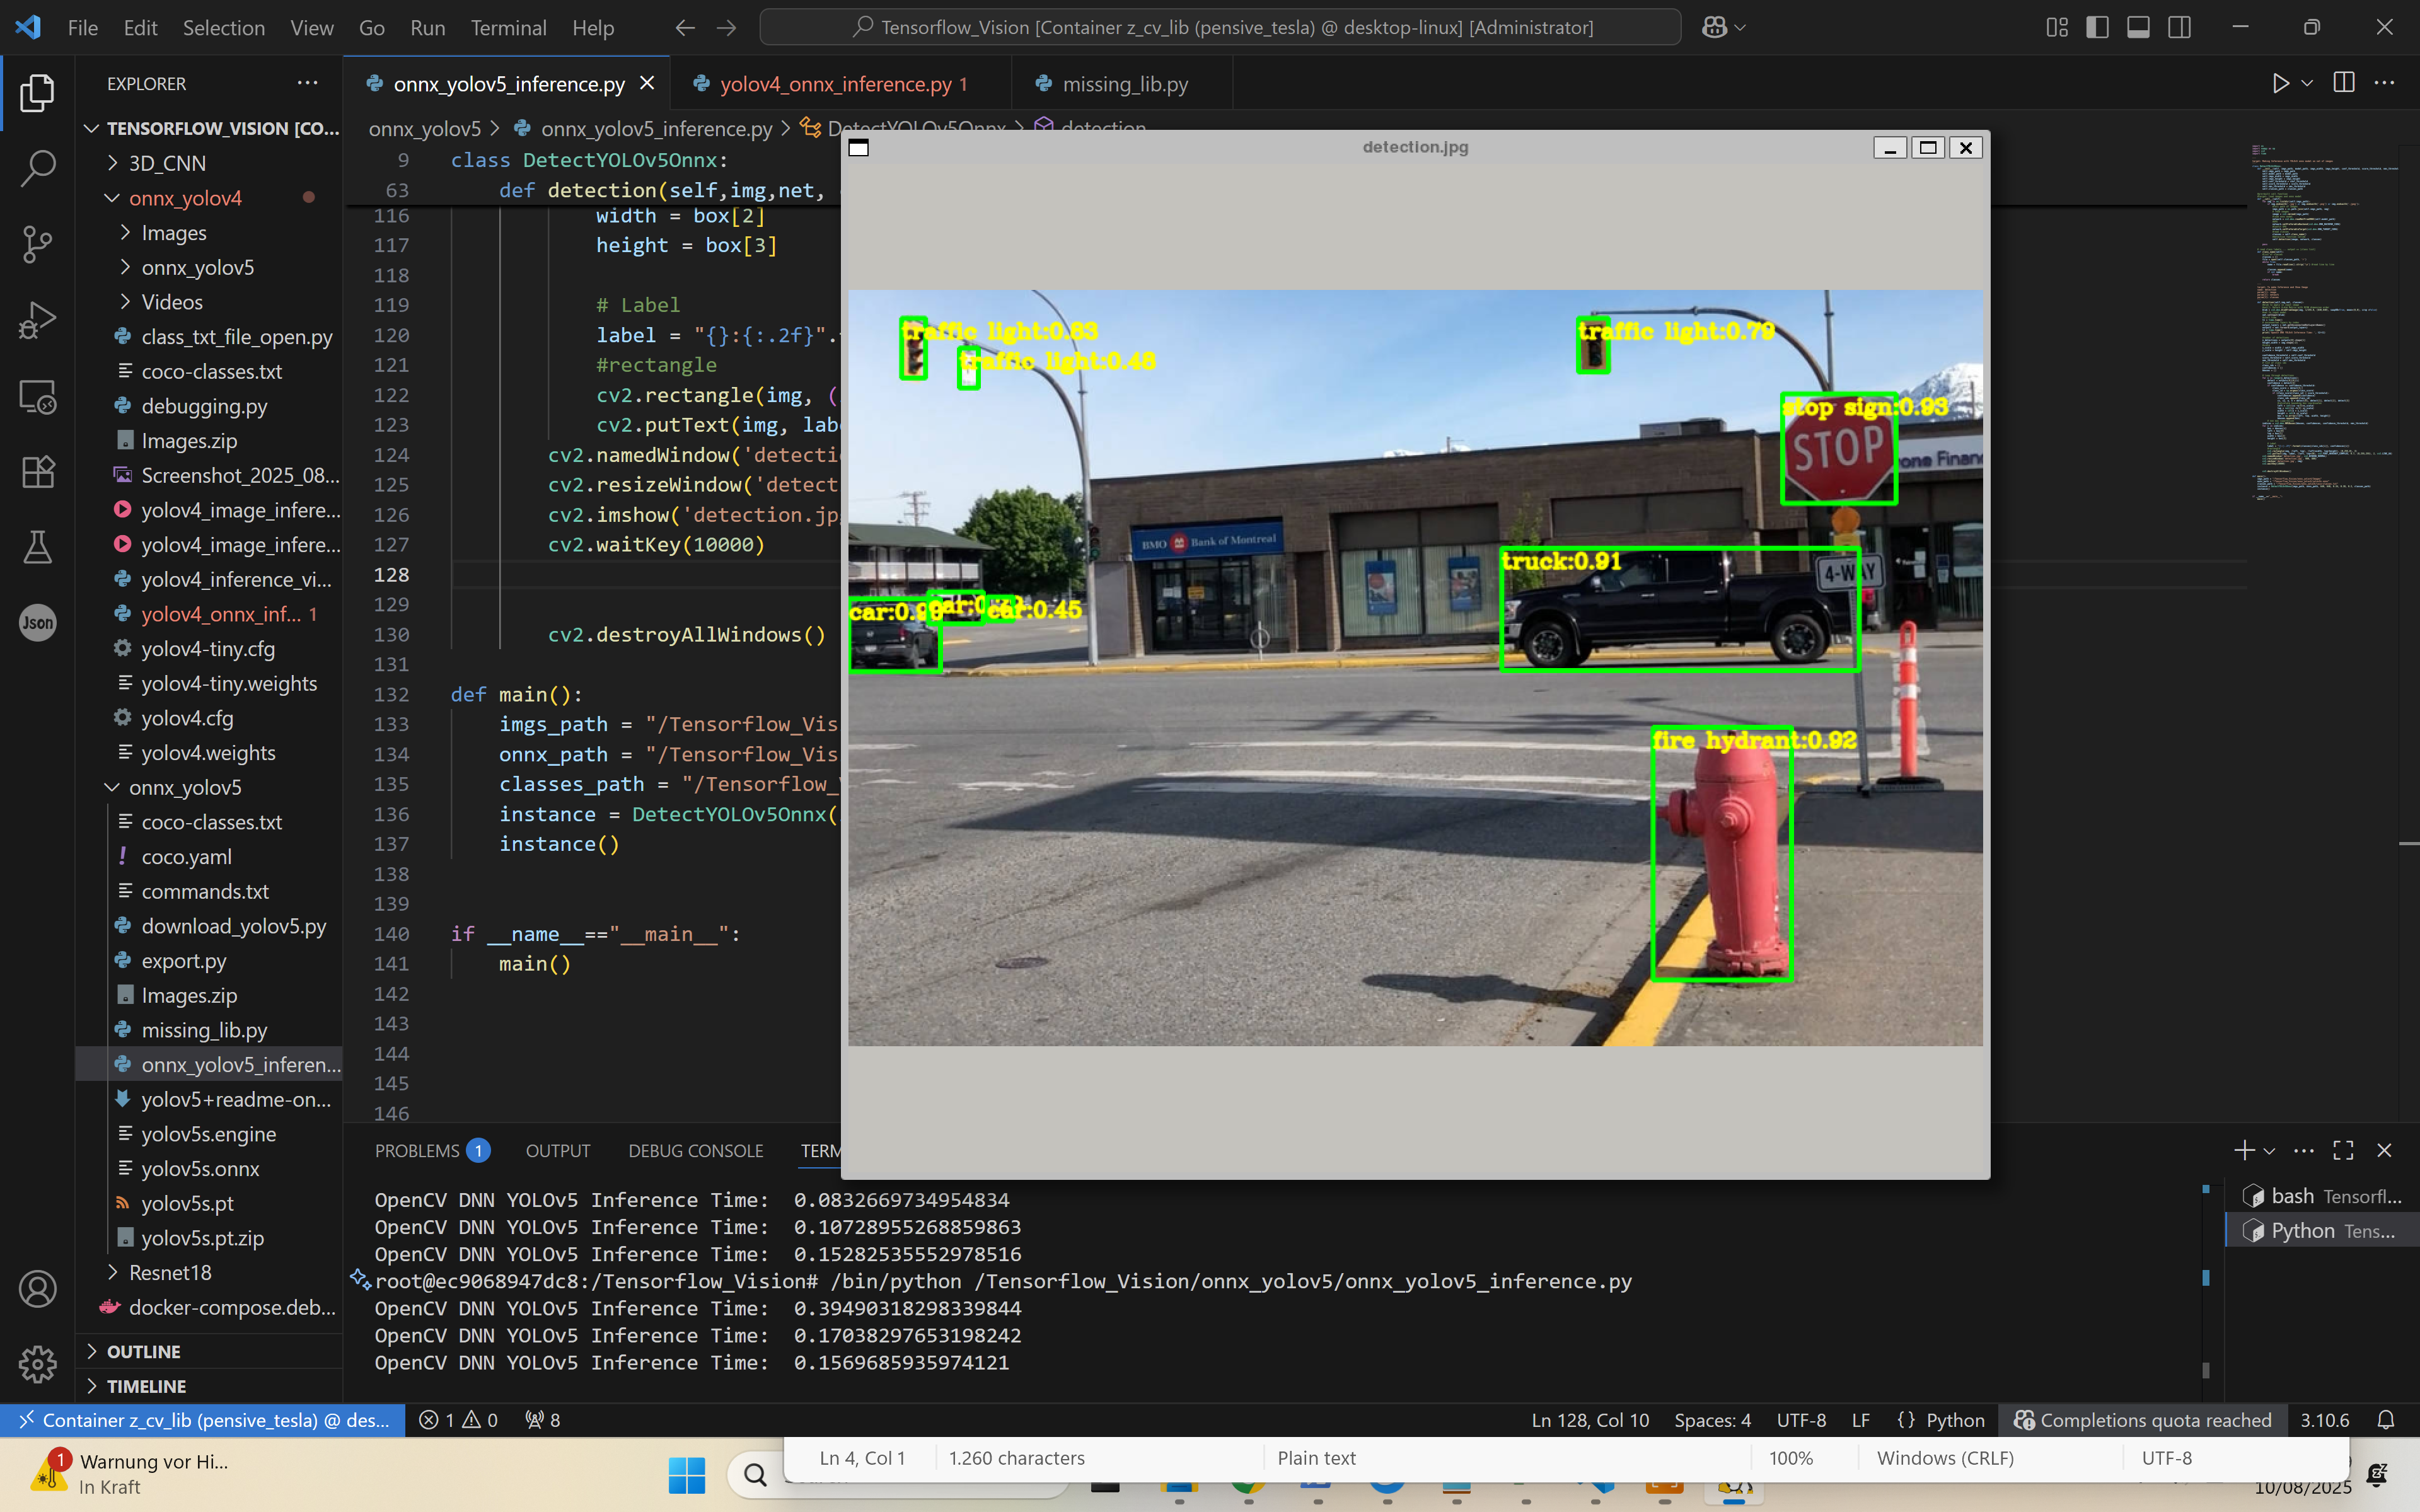 File Edit Selection View Go Run Terminal Help
Tensorflow_Vision [Container z_cv_lib (pensive_tesla) @ desktop-linux] [Administrator]
EXPLORER
TENSORFLOW_VISION [CO...
3D_CNN
onnx_yolov4
Images
onnx_yolov5
Videos
class_txt_file_open.py
coco-classes.txt
debugging.py
Images.zip
Screenshot_2025_08...
yolov4_image_infere...
yolov4_image_infere...
yolov4_inference_vi...
yolov4_onnx_inf... 1
yolov4-tiny.cfg
yolov4-tiny.weights
yolov4.cfg
yolov4.weights
onnx_yolov5
coco-classes.txt
coco.yaml
commands.txt
download_yolov5.py
export.py
Images.zip
missing_lib.py
onnx_yolov5_inferen...
yolov5+readme-on...
yolov5s.engine
yolov5s.onnx
yolov5s.pt
yolov5s.pt.zip
Resnet18
docker-compose.deb...
OUTLINE
TIMELINE
Json
onnx_yolov5_inference.py
yolov4_onnx_inference.py 1
missing_lib.py
onnx_yolov5 > onnx_yolov5_inference.py > DetectYOLOv5Onnx > detection
9 class DetectYOLOv5Onnx:
63 def detection(self,img,net,
116 width = box[2]
117 height = box[3]
118
119 # Label
120 label = "{}:{:.2f}".
121 #rectangle
122 cv2.rectangle(img, (
123 cv2.putText(img, lab
124 cv2.namedWindow('detecti
125 cv2.resizeWindow('detect
126 cv2.imshow('detection.jp
127 cv2.waitKey(10000)
128
129
130 cv2.destroyAllWindows()
131
132 def main():
133 imgs_path = "/Tensorflow_Vis
134 onnx_path = "/Tensorflow_Vis
135 classes_path = "/Tensorflow_
136 instance = DetectYOLOv5Onnx(
137 instance()
138
139
140 if __name__=="__main__":
141 main()
142
143
144
145
146
detection.jpg
traffic light:0.83
traffic light:0.48
traffic light:0.79
stop sign:0.93
STOP
one Financ
BMO Bank of Montreal
truck:0.91
4-WAY
car:0.45
fire hydrant:0.92
PROBLEMS 1 OUTPUT DEBUG CONSOLE TERM
OpenCV DNN YOLOv5 Inference Time: 0.0832669734954834
OpenCV DNN YOLOv5 Inference Time: 0.10728955268859863
OpenCV DNN YOLOv5 Inference Time: 0.15282535552978516
root@ec9068947dc8:/Tensorflow_Vision# /bin/python /Tensorflow_Vision/onnx_yolov5/onnx_yolov5_inference.py
OpenCV DNN YOLOv5 Inference Time: 0.39490318298339844
OpenCV DNN YOLOv5 Inference Time: 0.17038297653198242
OpenCV DNN YOLOv5 Inference Time: 0.1569685935974121
bash Tensorfl...
Python Tens...
Container z_cv_lib (pensive_tesla) @ des... 1 0 8
Ln 128, Col 10 Spaces: 4 UTF-8 LF {} Python Completions quota reached 3.10.6
1 Warnung vor Hi...
In Kraft
Ln 4, Col 1 1.260 characters Plain text 100% Windows (CRLF) UTF-8
10/08/2025